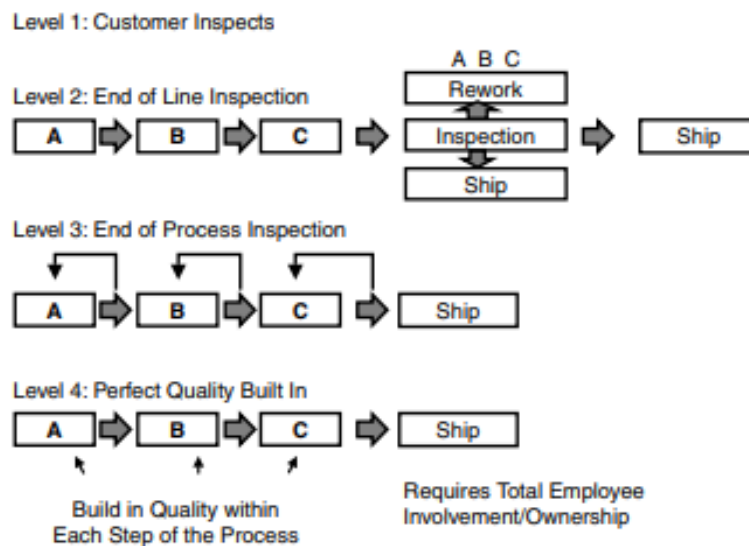 Level 1: Customer Inspects
A B C
Rework
Level 2: End of Line Inspection
A B C Inspection Ship
Ship
Level 3: End of Process Inspection
A B C Ship
Level 4: Perfect Quality Built In
A B C Ship
Build in Quality within
Each Step of the Process
Requires Total Employee
Involvement/Ownership